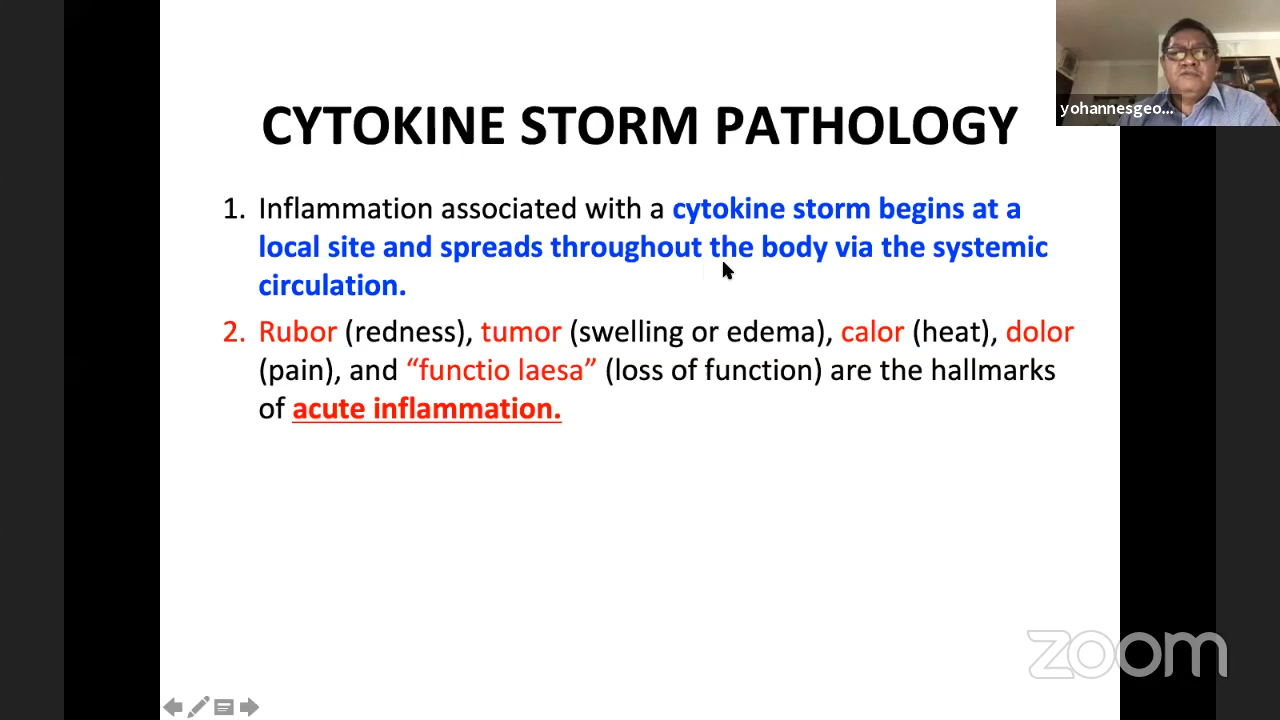 CYTOKINE STORM PATHOLOGY
yohannesgeo...
1. Inflammation associated with a cytokine storm begins at a
local site and spreads throughout the body via the systemic
circulation.
2. Rubor (redness), tumor (swelling or edema), calor (heat), dolor
(pain), and “functio laesa” (loss of function) are the hallmarks
of acute inflammation.
zoom